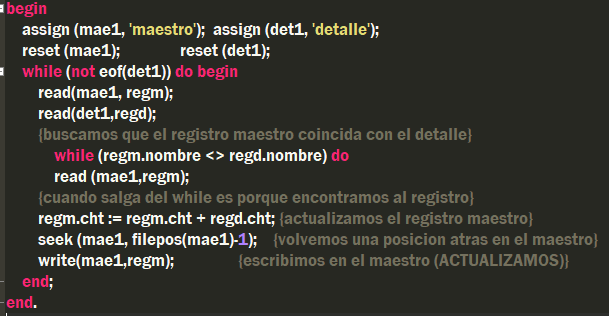 begin
assign (mae1, 'maestro'); assign (det1, 'detalle');
reset (mae1); reset (det1);
while (not eof(det1)) do begin
read(mae1, regm);
read(det1,regd);
{buscamos que el registro maestro coincida con el detalle}
while (regm.nombre <> regd.nombre) do
read (mae1,regm);
{cuando salga del while es porque encontramos al registro}
regm.cht := regm.cht + regd.cht; {actualizamos el registro maestro}
seek (mae1, filepos(mae1)-1); {volvemos una posicion atras en el maestro}
write(mae1,regm); {escribimos en el maestro (ACTUALIZAMOS)}
end;
end.